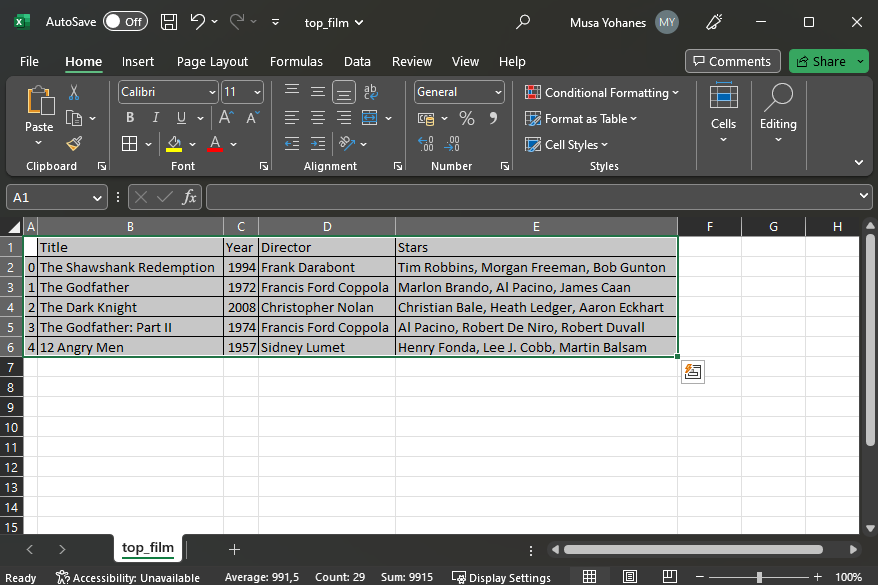 AutoSave Off top_film Musa Yohanes MY
File Home Insert Page Layout Formulas Data Review View Help Comments Share
Paste Calibri 11 General Conditional Formatting Cells Editing
B I U A A ab % 9 Format as Table
A .00 .00 Cell Styles
Clipboard Font Alignment Number Styles
A1 fx
A B C D E F G H
1 Title Year Director Stars
2 0 The Shawshank Redemption 1994 Frank Darabont Tim Robbins, Morgan Freeman, Bob Gunton
3 1 The Godfather 1972 Francis Ford Coppola Marlon Brando, Al Pacino, James Caan
4 2 The Dark Knight 2008 Christopher Nolan Christian Bale, Heath Ledger, Aaron Eckhart
5 3 The Godfather: Part II 1974 Francis Ford Coppola Al Pacino, Robert De Niro, Robert Duvall
6 4 12 Angry Men 1957 Sidney Lumet Henry Fonda, Lee J. Cobb, Martin Balsam
7
8
9
10
11
12
13
14
15
top_film
Ready Accessibility: Unavailable Average: 991,5 Count: 29 Sum: 9915 Display Settings 100%